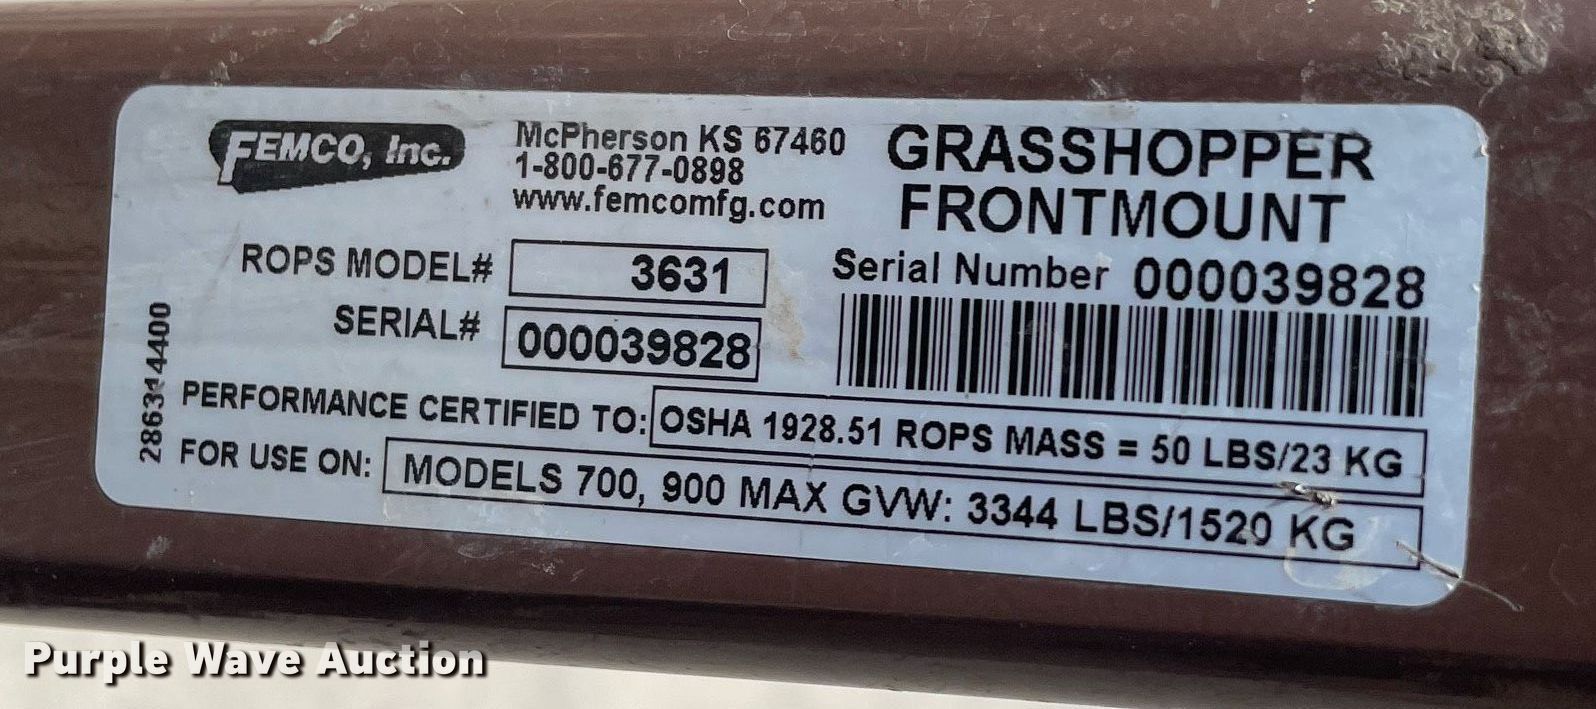 FEMCO, Inc.
McPherson KS 67460
1-800-677-0898
www.femcomfg.com
GRASSHOPPER
FRONTMOUNT
ROPS MODEL# 3631
SERIAL# 000039828
Serial Number 000039828
286314400
PERFORMANCE CERTIFIED TO: OSHA 1928.51 ROPS MASS = 50 LBS/23 KG
FOR USE ON: MODELS 700, 900 MAX GVW: 3344 LBS/1520 KG
Purple Wave Auction